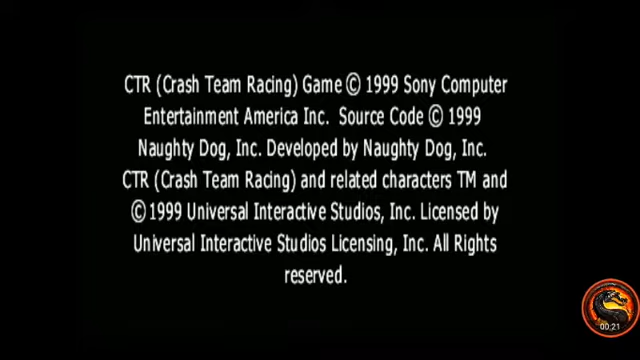 CTR (Crash Team Racing) Game © 1999 Sony Computer
Entertainment America Inc. Source Code © 1999
Naughty Dog, Inc. Developed by Naughty Dog, Inc.
CTR (Crash Team Racing) and related characters TM and
© 1999 Universal Interactive Studios, Inc. Licensed by
Universal Interactive Studios Licensing, Inc. All Rights
reserved.
00:21